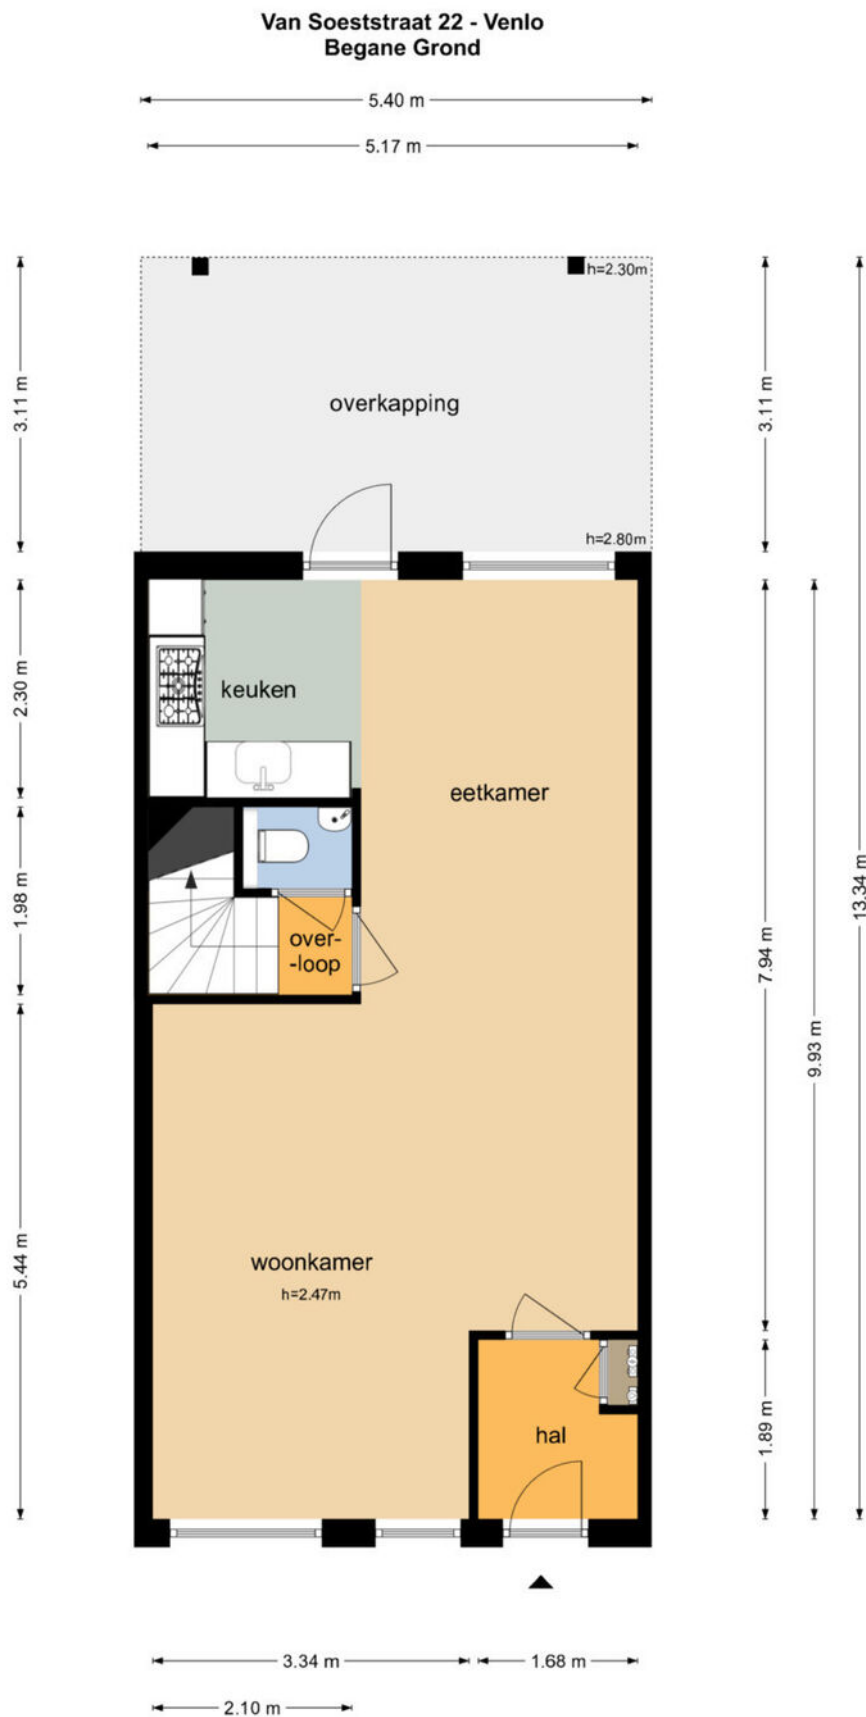 Van Soeststraat 22 - Venlo
Begane Grond
5.40 m
5.17 m
h=2.30m
3.11 m
overkapping
3.11 m
h=2.80m
2.30 m
keuken
eetkamer
1.98 m
over-
-loop
13.34 m
7.94 m
9.93 m
5.44 m
woonkamer
h=2.47m
hal
1.89 m
3.34 m
1.68 m
2.10 m